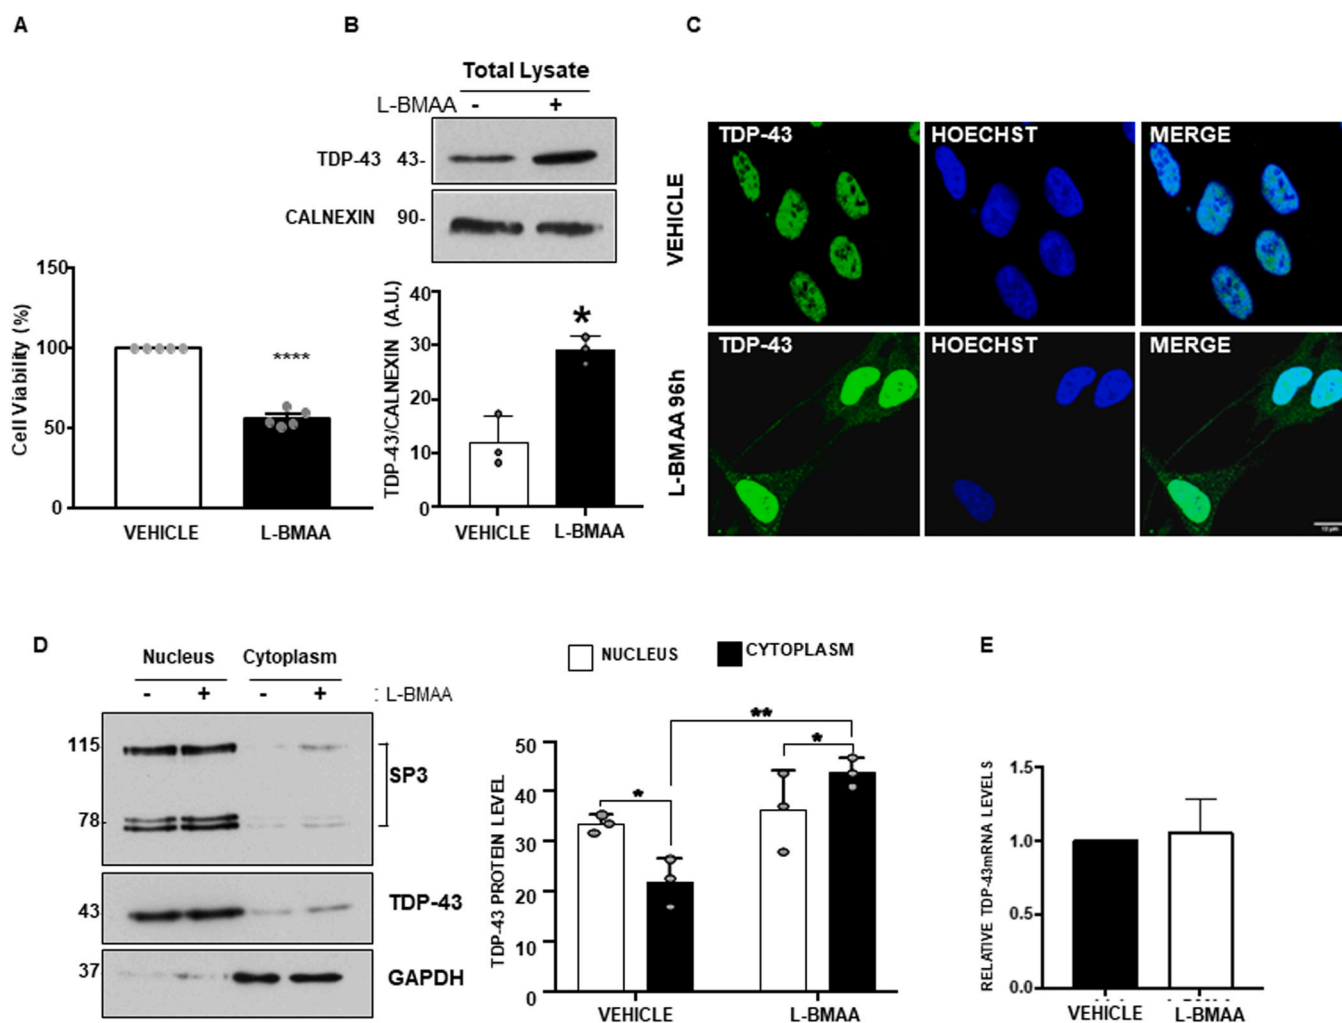 A
B
C
Total Lysate
L-BMAA - +
TDP-43 43-
CALNEXIN 90-
Cell Viability (%)
150
100
50
0
****
VEHICLE L-BMAA
TDP-43/CALNEXIN (A.U.)
40
30
20
10
0
*
VEHICLE L-BMAA
VEHICLE
TDP-43 HOECHST MERGE
L-BMAA 96h
TDP-43 HOECHST MERGE
D
Nucleus Cytoplasm
- + - + : L-BMAA
115
78
SP3
43 TDP-43
37 GAPDH
NUCLEUS CYTOPLASM
TDP-43 PROTEIN LEVEL
50
40
30
20
10
0
*
**
*
VEHICLE L-BMAA
E
RELATIVE TDP-43mRNA LEVELS
1.5
1.0
0.5
0.0
VEHICLE L-BMAA